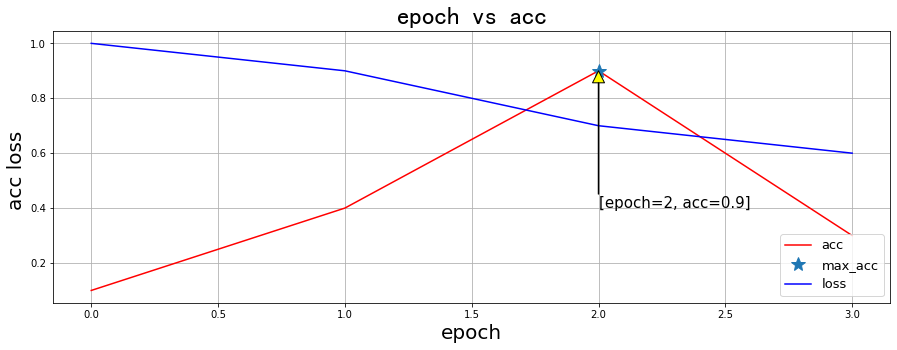 epoch vs acc
acc loss
1.0
0.8
0.6
0.4
0.2
[epoch=2, acc=0.9]
acc
max_acc
loss
0.0 0.5 1.0 1.5 2.0 2.5 3.0
epoch